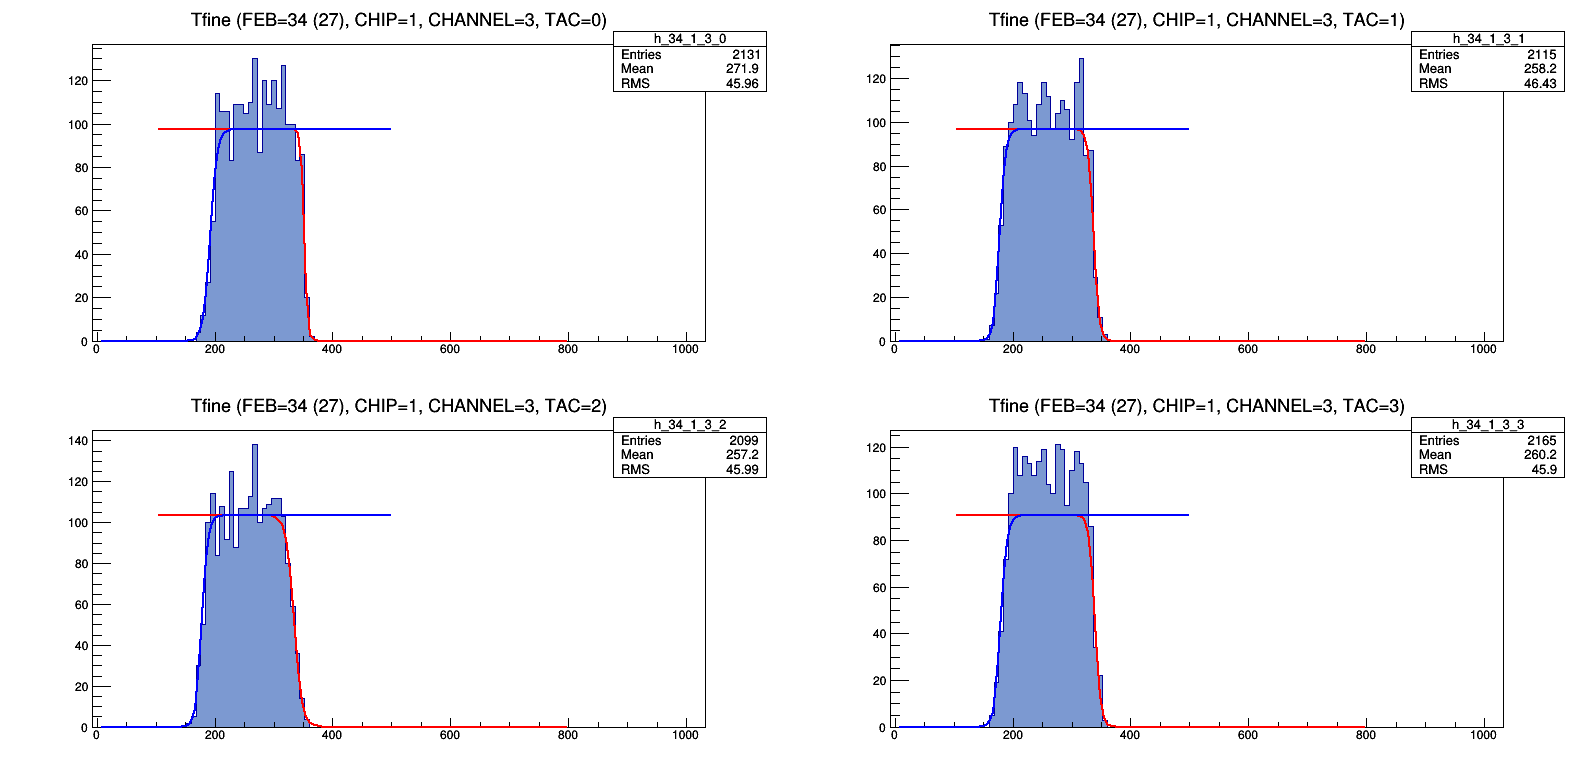 Tfine (FEB=34 (27), CHIP=1, CHANNEL=3, TAC=0)
h_34_1_3_0
Entries 2131
Mean 271.9
RMS 45.96
120
100
80
60
40
20
0
0 200 400 600 800 1000
Tfine (FEB=34 (27), CHIP=1, CHANNEL=3, TAC=1)
h_34_1_3_1
Entries 2115
Mean 258.2
RMS 46.43
120
100
80
60
40
20
0
0 200 400 600 800 1000
Tfine (FEB=34 (27), CHIP=1, CHANNEL=3, TAC=2)
h_34_1_3_2
Entries 2099
Mean 257.2
RMS 45.99
140
120
100
80
60
40
20
0
0 200 400 600 800 1000
Tfine (FEB=34 (27), CHIP=1, CHANNEL=3, TAC=3)
h_34_1_3_3
Entries 2165
Mean 260.2
RMS 45.9
120
100
80
60
40
20
0
0 200 400 600 800 1000